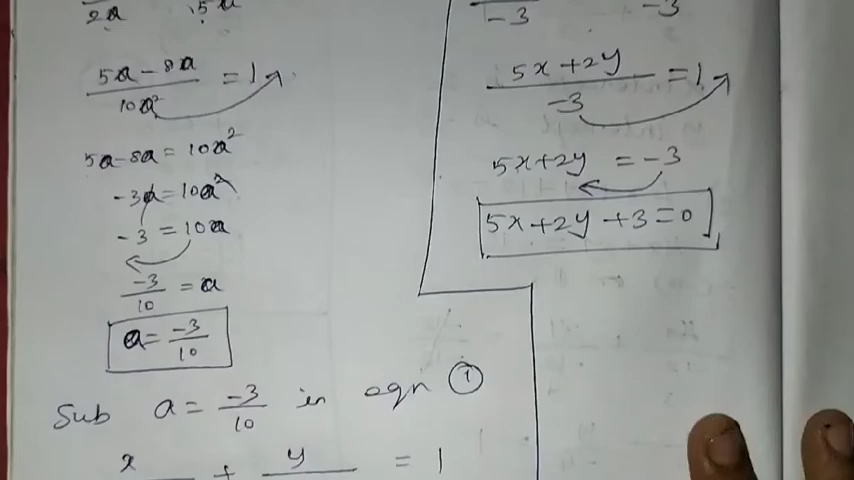 2a 5a
5a - 8a / 10a² = 1
5a - 8a = 10a²
-3a = 10a²
-3 = 10a
-3/10 = a
a = -3/10
Sub a = -3/10 in eqn ①
x + y = 1
-3 -3
5x + 2y / -3 = 1
5x + 2y = -3
5x + 2y + 3 = 0